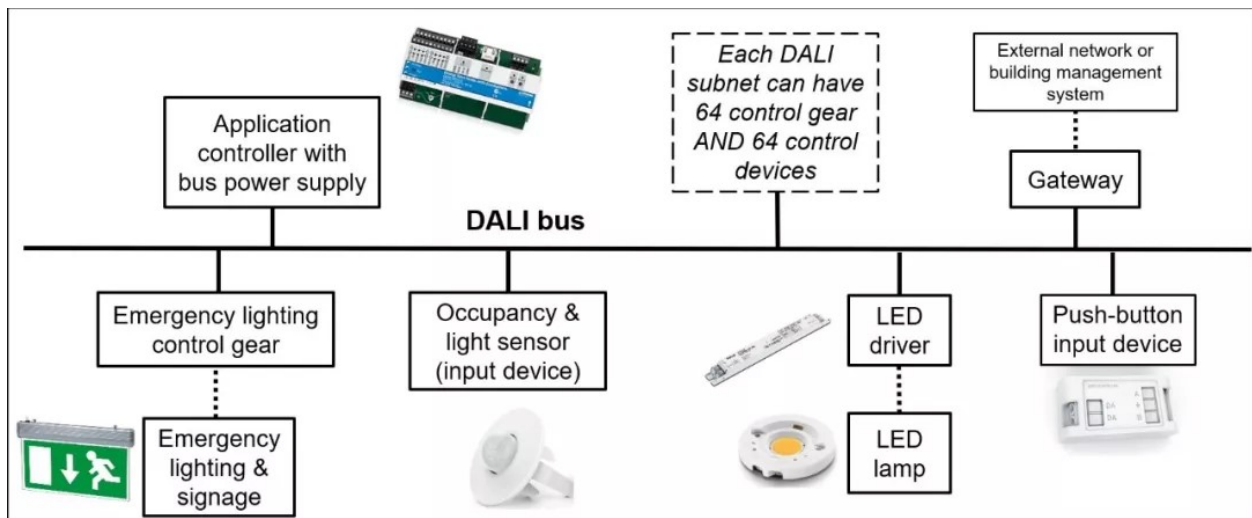 Application
controller with
bus power supply
Each DALI
subnet can have
64 control gear
AND 64 control
devices
External network or
building management
system
Gateway
DALI bus
Emergency lighting
control gear
Occupancy &
light sensor
(input device)
LED
driver
Push-button
input device
Emergency
lighting &
signage
LED
lamp
DA
DA